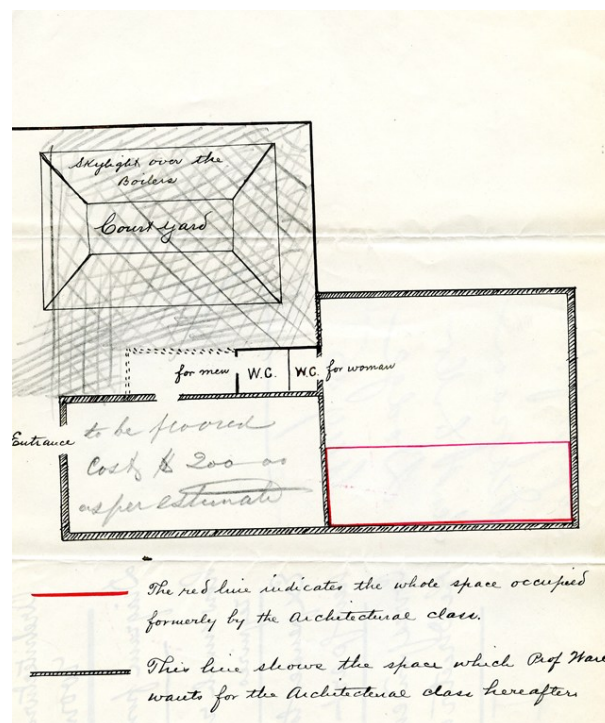 Skylight over the
Boilers
Court Yard
for men
W.C.
W.C.
for woman
Entrance
to be floored
Cost $ 200 00
as per estimate
The red line indicates the whole space occupied
formerly by the Architectural class.
This line shows the space which Prof Ware
wants for the Architectural class hereafter